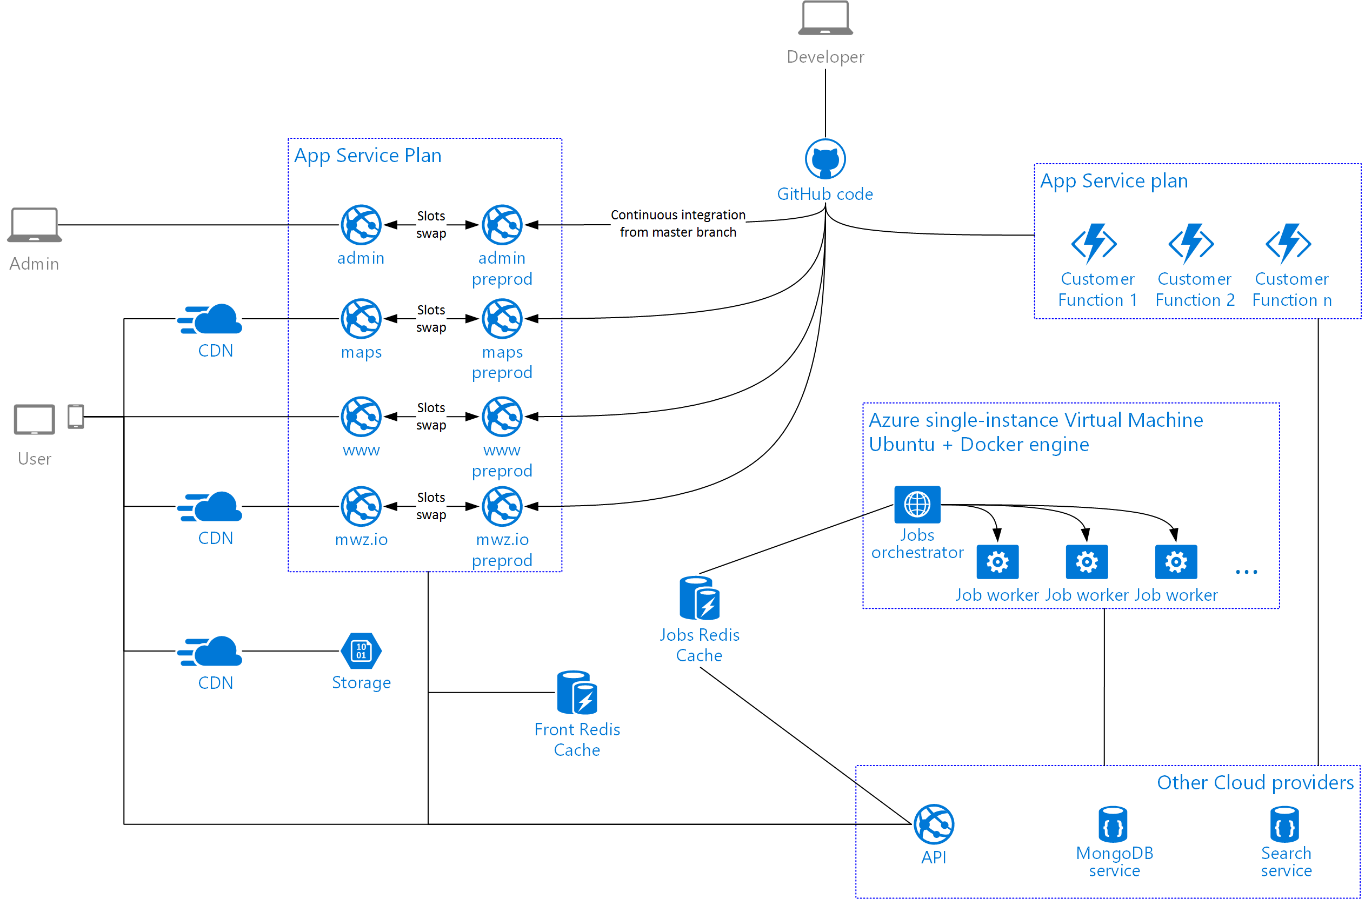 Developer
GitHub code
App Service Plan
App Service plan
Admin
admin
Slots
swap
admin
preprod
Continuous integration
from master branch
Customer
Function 1
Customer
Function 2
Customer
Function n
CDN
maps
Slots
swap
maps
preprod
User
www
Slots
swap
www
preprod
CDN
mwz.io
Slots
swap
mwz.io
preprod
Azure single-instance Virtual Machine
Ubuntu + Docker engine
Jobs
orchestrator
Job worker
Job worker
Job worker
...
CDN
10
01
Storage
Jobs Redis
Cache
Front Redis
Cache
Other Cloud providers
API
{ }
MongoDB
service
{ }
Search
service